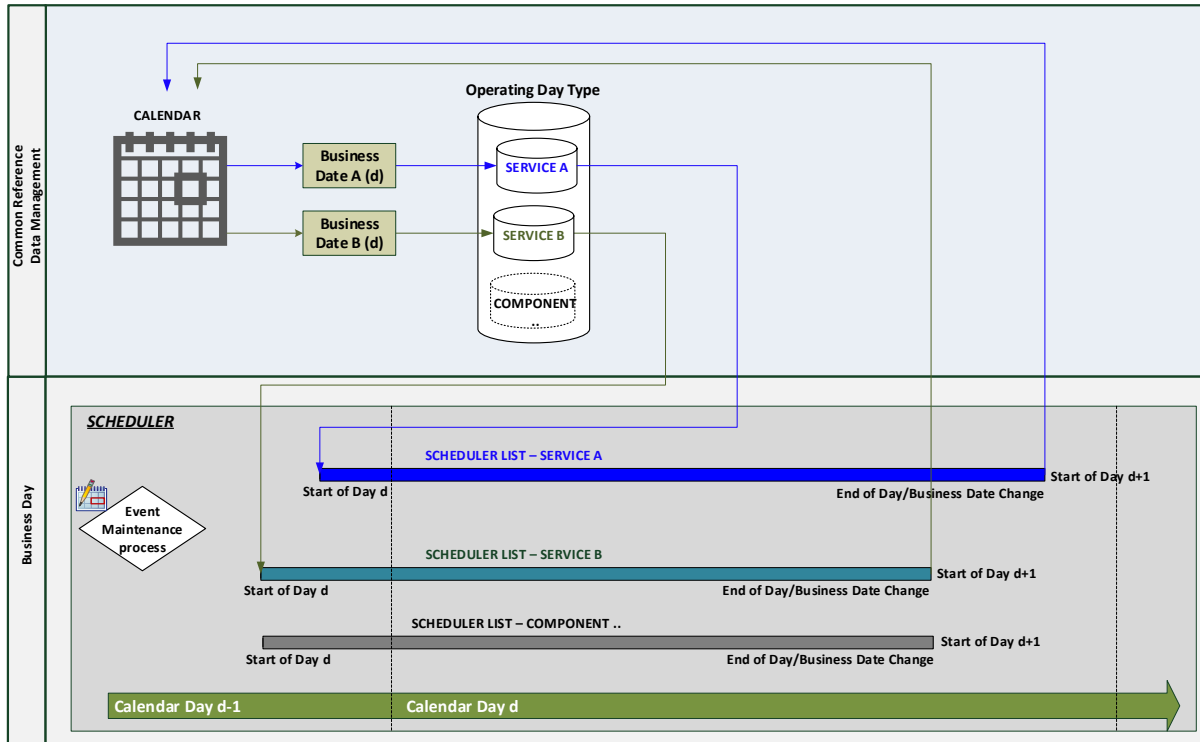 Common Reference
Data Management
Operating Day Type
CALENDAR
Business
Date A (d)
SERVICE A
Business
Date B (d)
SERVICE B
COMPONENT
..
Business Day
SCHEDULER
SCHEDULER LIST – SERVICE A
Start of Day d
End of Day/Business Date Change
Start of Day d+1
Event
Maintenance
process
SCHEDULER LIST – SERVICE B
Start of Day d
End of Day/Business Date Change
Start of Day d+1
SCHEDULER LIST – COMPONENT ..
Start of Day d
End of Day/Business Date Change
Start of Day d+1
Calendar Day d-1
Calendar Day d